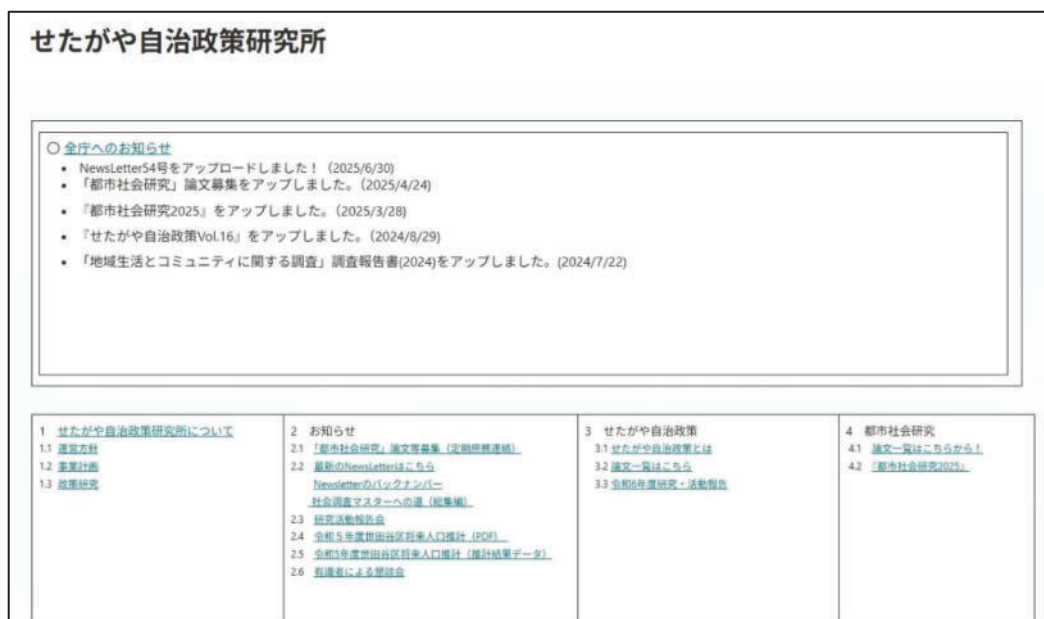 せたがや自治政策研究所
〇 全庁へのお知らせ
• NewsLetter54号をアップロードしました！（2025/6/30）
• 「都市社会研究」論文募集をアップしました。（2025/4/24）
• 『都市社会研究2025』をアップしました。（2025/3/28）
• 『せたがや自治政策Vol.16』をアップしました。（2024/8/29）
• 「地域生活とコミュニティに関する調査」調査報告書(2024)をアップしました。(2024/7/22)
1 せたがや自治政策研究所について
1.1 運営方針
1.2 事業計画
1.3 政策研究
2 お知らせ
2.1 「都市社会研究」論文等募集（定期庶務連絡）
2.2 最新のNewsLetterはこちら
Newsletterのバックナンバー
社会調査マスターへの道（総集編）
2.3 研究活動報告会
2.4 令和５年度世田谷区将来人口推計（PDF）
2.5 令和5年度世田谷区将来人口推計（推計結果データ）
2.6 有識者による懇談会
3 せたがや自治政策
3.1 せたがや自治政策とは
3.2 論文一覧はこちら
3.3 令和6年度研究・活動報告
4 都市社会研究
4.1 論文一覧はこちらから！
4.2 『都市社会研究2025』